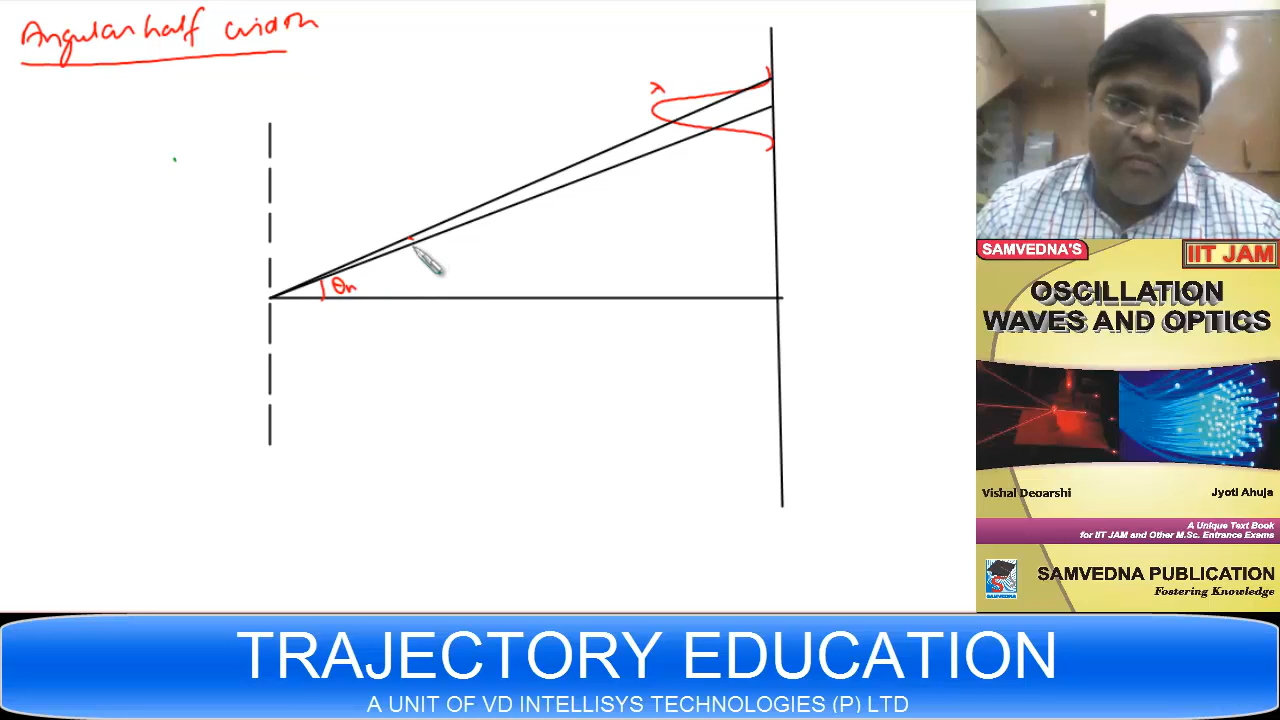 Angular half width
λ
θn
SAMVEDNA'S
IIT JAM
OSCILLATION
WAVES AND OPTICS
Vishal Deoarshi
Jyoti Ahuja
A Unique Text Book
for IIT JAM and Other M.Sc. Entrance Exams
S
SAMVEDNA
SAMVEDNA PUBLICATION
Fostering Knowledge
TRAJECTORY EDUCATION
A UNIT OF VD INTELLISYS TECHNOLOGIES (P) LTD